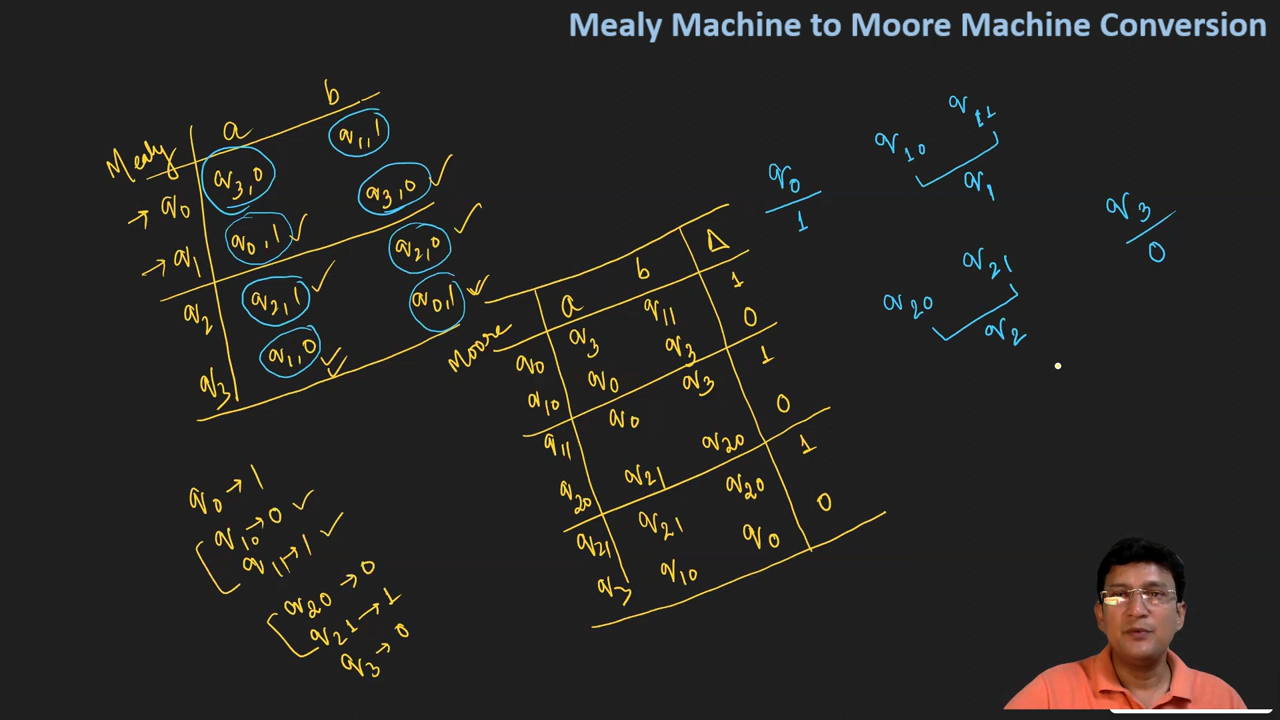 Mealy Machine to Moore Machine Conversion
Mealy a b
→ q0 q3,0 q1,1
→ q1 q0,1 ✓ q3,0 ✓
q2 q2,1 ✓ q2,0 ✓
q3 q1,0 ✓ q0,1 ✓
q0 → 1
q10 → 0 ✓
q11 → 1 ✓
q20 → 0
q21 → 1
q3 → 0
Moore a b Δ
q0 q3 q11 1
q10 q0 q3 0
q11 q0 q3 1
q20 q21 q20 0
q21 q21 q20 1
q3 q10 q0 0
q0
1
q10 q11
q1
q20 q21
q2
q3
0